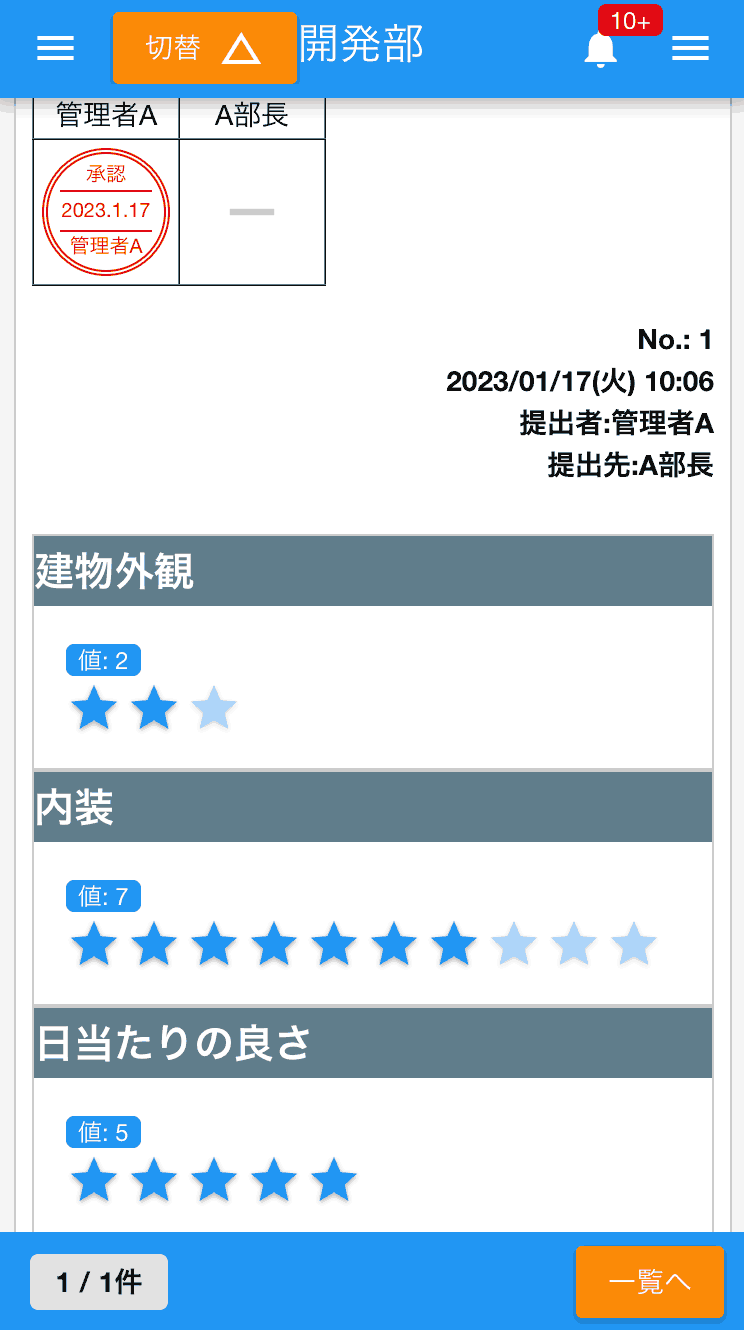 切替 開発部 10+
管理者A A部長
承認
2023.1.17
管理者A
No.: 1
2023/01/17(火) 10:06
提出者:管理者A
提出先:A部長
建物外観
値: 2
内装
値: 7
日当たりの良さ
値: 5
1 / 1件 一覧へ